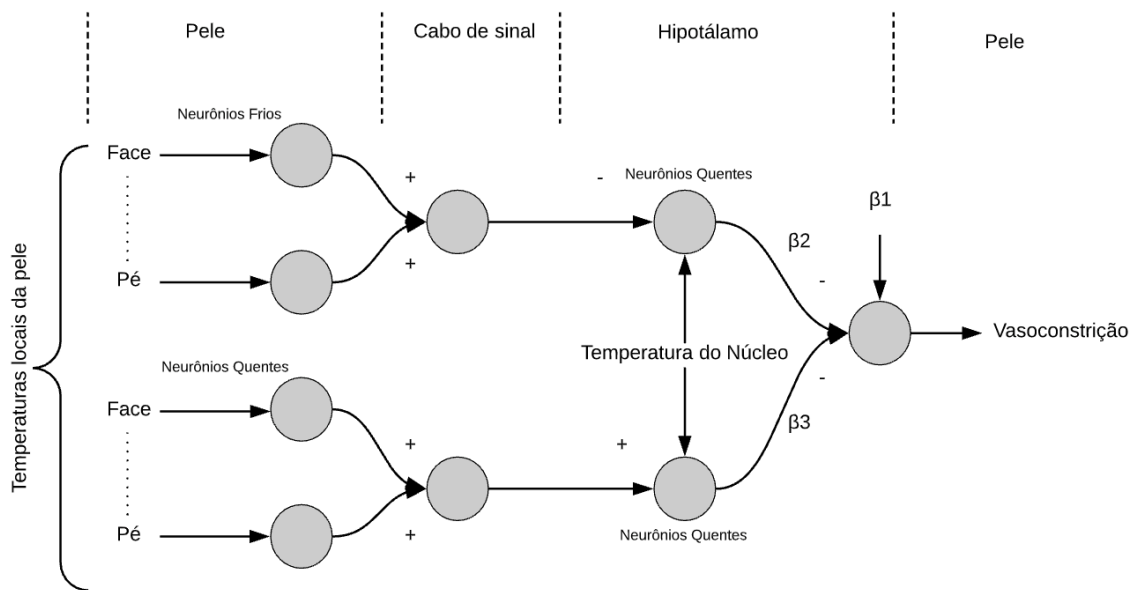 Pele
Cabo de sinal
Hipotálamo
Pele
Temperaturas locais da pele
Neurônios Frios
Face
+
-
Neurônios Quentes
β1
β2
+
Pé
-
Temperatura do Núcleo
Vasoconstrição
Neurônios Quentes
-
Face
β3
+
+
Pé
+
Neurônios Quentes